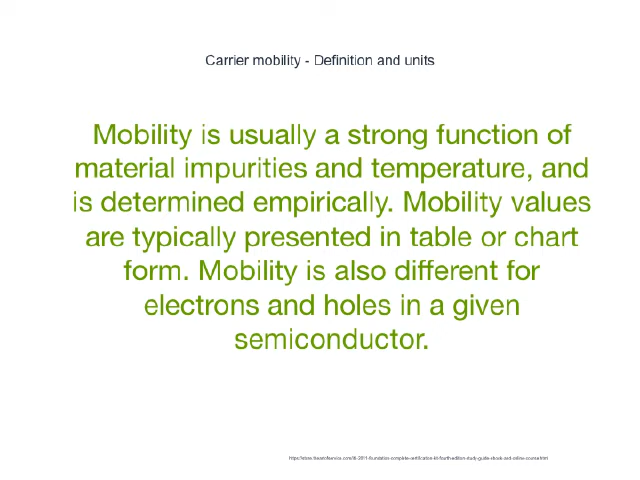 Carrier mobility - Definition and units
Mobility is usually a strong function of
material impurities and temperature, and
is determined empirically. Mobility values
are typically presented in table or chart
form. Mobility is also different for
electrons and holes in a given
semiconductor.